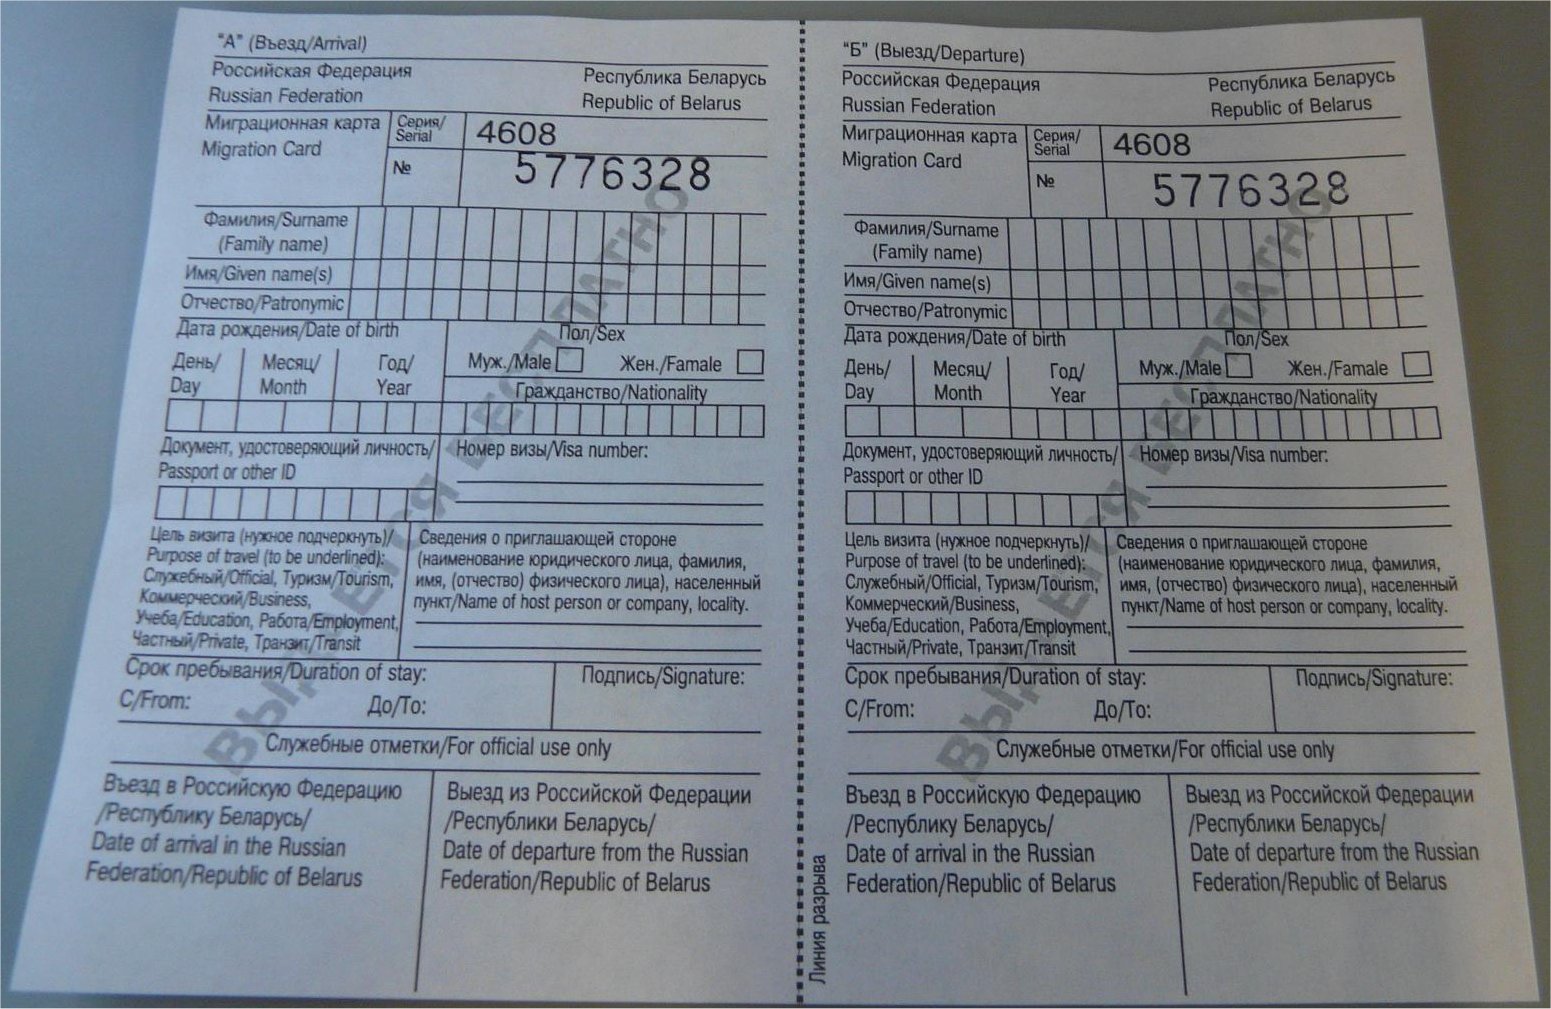 "А" (Въезд/Arrival)
Российская Федерация Республика Беларусь
Russian Federation Republic of Belarus
Миграционная карта
Migration Card
Серия/
Serial
4608
№
5776328
Фамилия/Surname
(Family name)
Имя/Given name(s)
Отчество/Patronymic
Дата рождения/Date of birth
День/ Месяц/ Год/
Day Month Year
Пол/Sex
Муж./Male Жен./Famale
Гражданство/Nationality
Документ, удостоверяющий личность/
Passport or other ID
Номер визы/Visa number:
Цель визита (нужное подчеркнуть)/
Purpose of travel (to be underlined):
Служебный/Official, Туризм/Tourism,
Коммерческий/Business,
Учеба/Education, Работа/Employment,
Частный/Private, Транзит/Transit
Сведения о приглашающей стороне
(наименование юридического лица, фамилия,
имя, (отчество) физического лица), населенный
пункт/Name of host person or company, locality.
Срок пребывания/Duration of stay:
С/From: До/To:
Подпись/Signature:
Служебные отметки/For official use only
Въезд в Российскую Федерацию
/Республику Беларусь/
Date of arrival in the Russian
Federation/Republic of Belarus
Выезд из Российской Федерации
/Республики Беларусь/
Date of departure from the Russian
Federation/Republic of Belarus
ВЫДАЕТСЯ БЕСПЛАТНО
Линия разрыва
"Б" (Выезд/Departure)
Российская Федерация Республика Беларусь
Russian Federation Republic of Belarus
Миграционная карта
Migration Card
Серия/
Serial
4608
№
5776328
Фамилия/Surname
(Family name)
Имя/Given name(s)
Отчество/Patronymic
Дата рождения/Date of birth
День/ Месяц/ Год/
Day Month Year
Пол/Sex
Муж./Male Жен./Famale
Гражданство/Nationality
Документ, удостоверяющий личность/
Passport or other ID
Номер визы/Visa number:
Цель визита (нужное подчеркнуть)/
Purpose of travel (to be underlined):
Служебный/Official, Туризм/Tourism,
Коммерческий/Business,
Учеба/Education, Работа/Employment,
Частный/Private, Транзит/Transit
Сведения о приглашающей стороне
(наименование юридического лица, фамилия,
имя, (отчество) физического лица), населенный
пункт/Name of host person or company, locality.
Срок пребывания/Duration of stay:
С/From: До/To:
Подпись/Signature:
Служебные отметки/For official use only
Въезд в Российскую Федерацию
/Республику Беларусь/
Date of arrival in the Russian
Federation/Republic of Belarus
Выезд из Российской Федерации
/Республики Беларусь/
Date of departure from the Russian
Federation/Republic of Belarus
ВЫДАЕТСЯ БЕСПЛАТНО